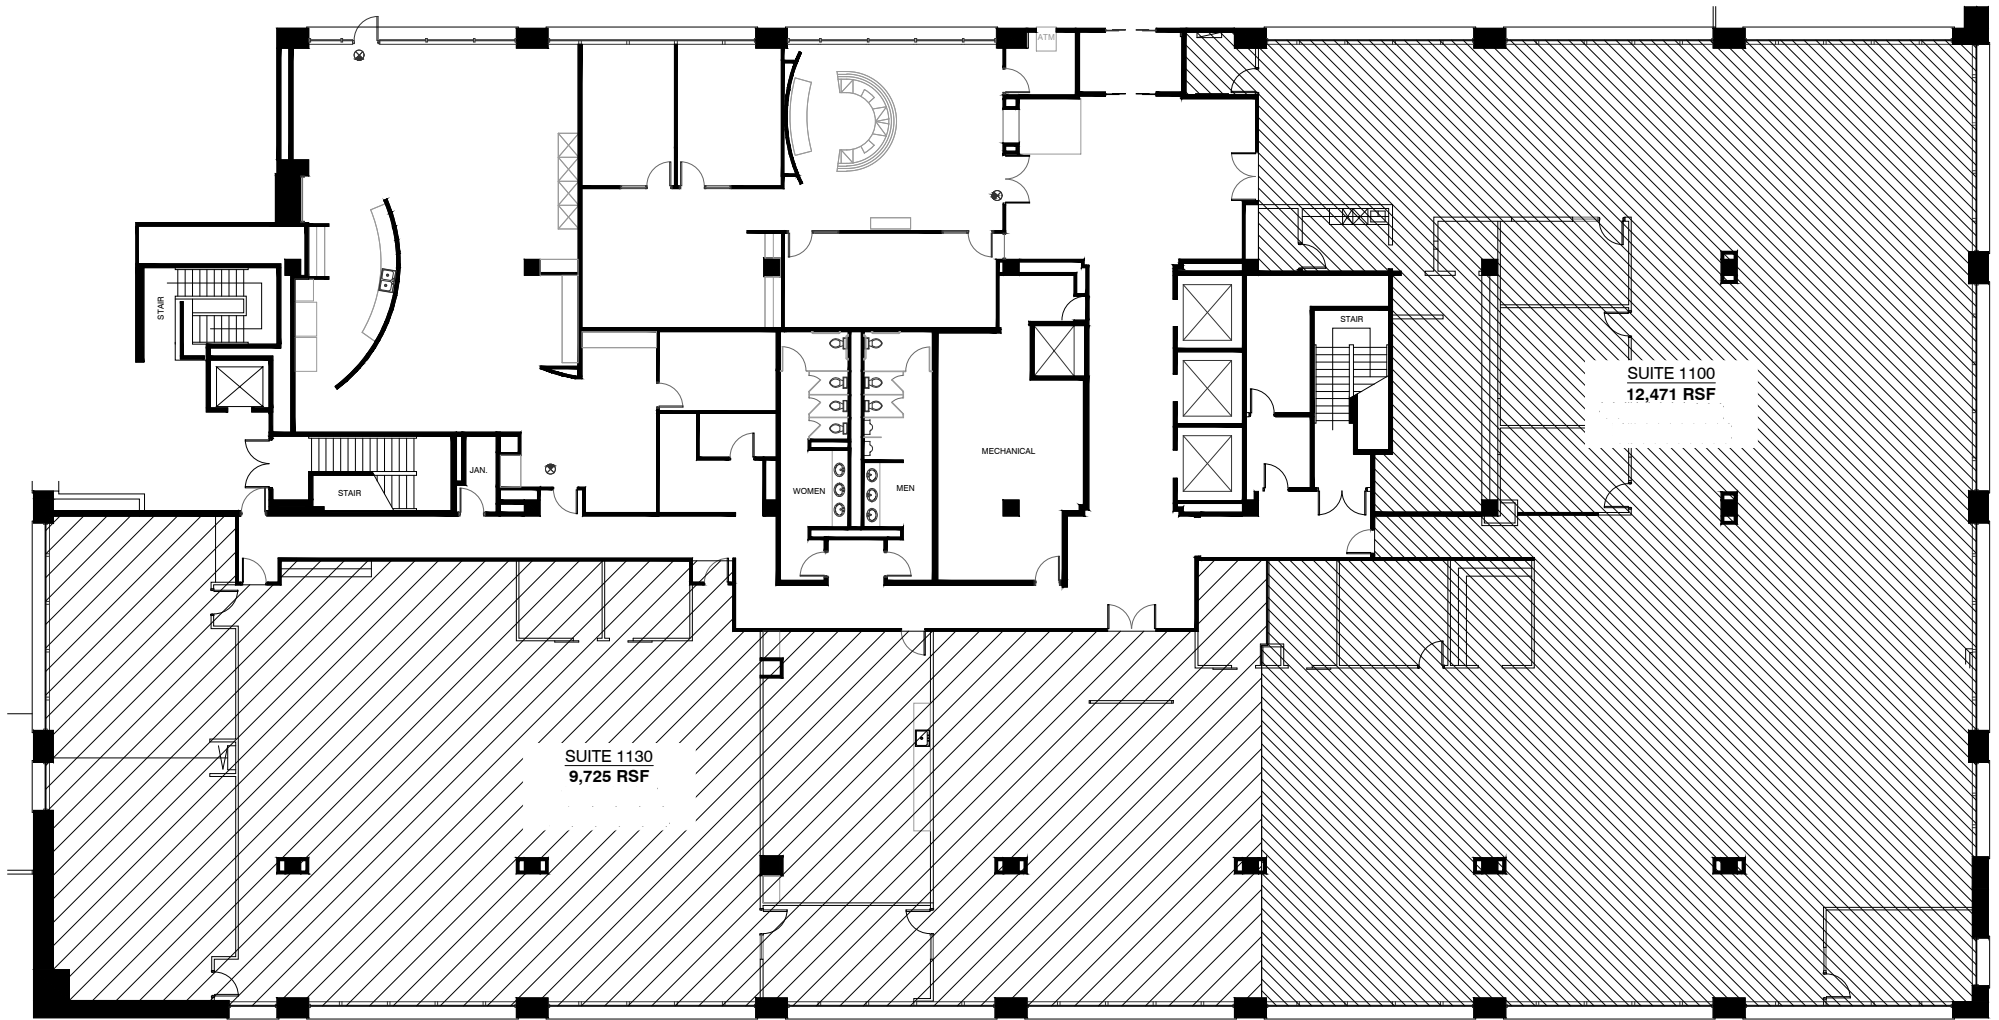 ATM
STAIR
STAIR
SUITE 1100
12,471 RSF
MECHANICAL
JAN.
STAIR
WOMEN
MEN
SUITE 1130
9,725 RSF